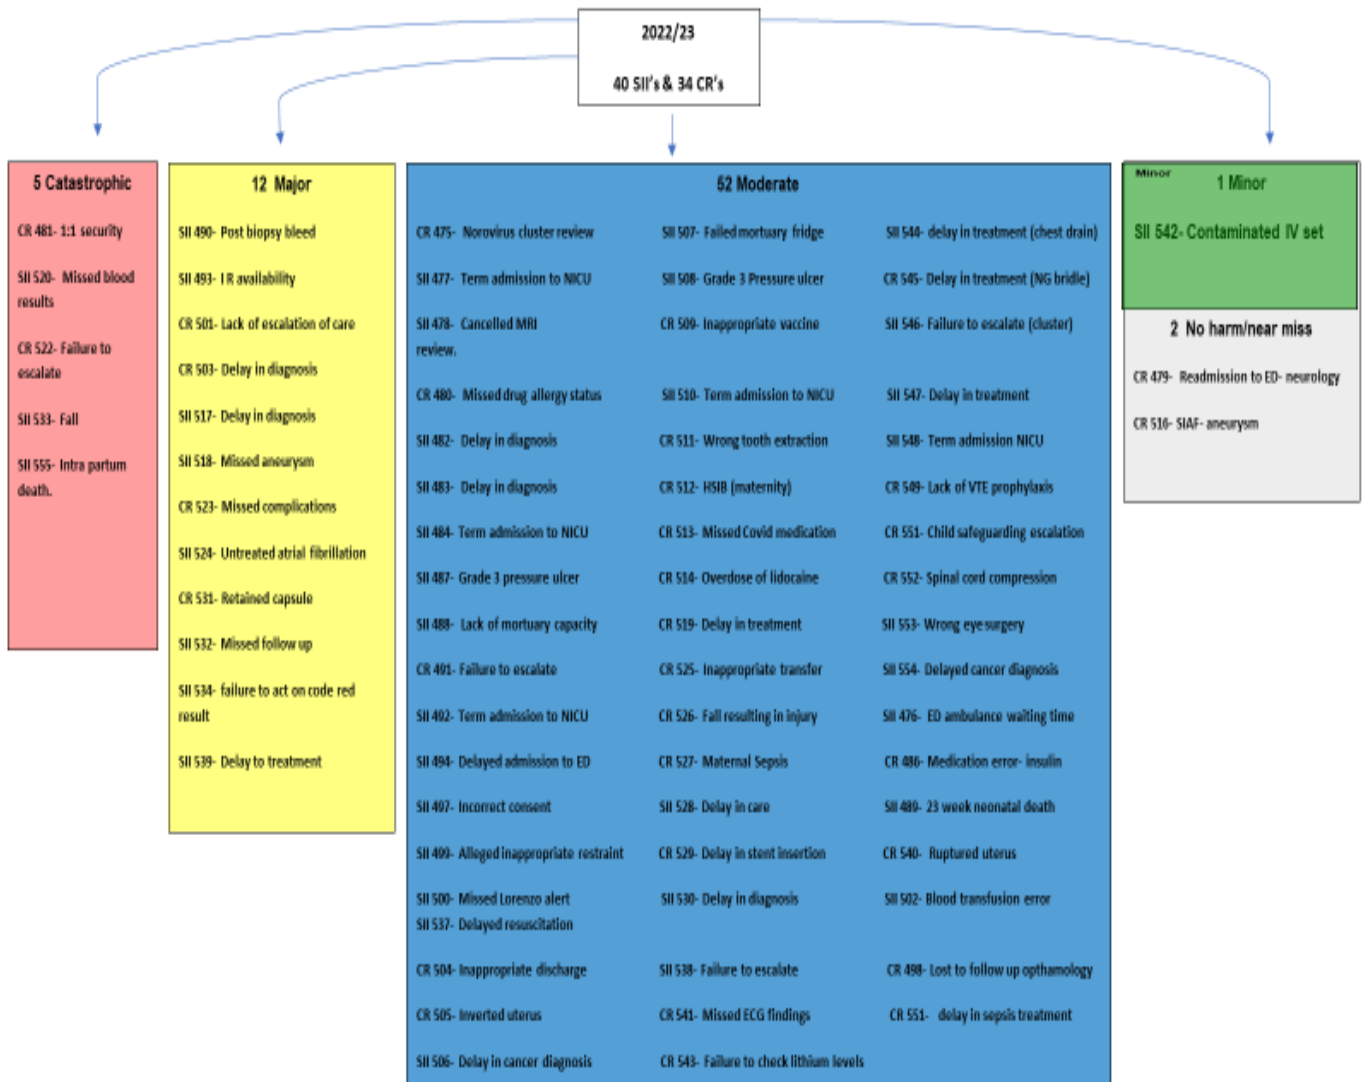 2022/23
40 SII's & 34 CR's
5 Catastrophic
CR 481- 1:1 security
SII 520- Missed blood
results
CR 522- Failure to
escalate
SII 533- Fall
SII 555- Intra partum
death.
12 Major
SII 490- Post biopsy bleed
SII 493- I R availability
CR 501- Lack of escalation of care
CR 503- Delay in diagnosis
SII 517- Delay in diagnosis
SII 518- Missed aneurysm
CR 523- Missed complications
SII 524- Untreated atrial fibrillation
CR 531- Retained capsule
SII 532- Missed follow up
SII 534- failure to act on code red
result
SII 539- Delay to treatment
52 Moderate
CR 475- Norovirus cluster review
SII 477- Term admission to NICU
SII 478- Cancelled MRI
review.
CR 480- Missed drug allergy status
SII 482- Delay in diagnosis
SII 483- Delay in diagnosis
SII 484- Term admission to NICU
SII 487- Grade 3 pressure ulcer
SII 488- Lack of mortuary capacity
CR 491- Failure to escalate
SII 492- Term admission to NICU
SII 494- Delayed admission to ED
SII 497- Incorrect consent
SII 499- Alleged inappropriate restraint
SII 500- Missed Lorenzo alert
SII 537- Delayed resuscitation
CR 504- Inappropriate discharge
CR 505- Inverted uterus
SII 506- Delay in cancer diagnosis
SII 507- Failed mortuary fridge
SII 508- Grade 3 Pressure ulcer
CR 509- Inappropriate vaccine
SII 510- Term admission to NICU
CR 511- Wrong tooth extraction
CR 512- HSIB (maternity)
CR 513- Missed Covid medication
CR 514- Overdose of lidocaine
CR 519- Delay in treatment
CR 525- Inappropriate transfer
CR 526- Fall resulting in injury
CR 527- Maternal Sepsis
SII 528- Delay in care
CR 529- Delay in stent insertion
SII 530- Delay in diagnosis
SII 538- Failure to escalate
CR 541- Missed ECG findings
CR 543- Failure to check lithium levels
SII 544- delay in treatment (chest drain)
CR 545- Delay in treatment (NG bridle)
SII 546- Failure to escalate (cluster)
SII 547- Delay in treatment
SII 548- Term admission NICU
CR 549- Lack of VTE prophylaxis
CR 551- Child safeguarding escalation
CR 552- Spinal cord compression
SII 553- Wrong eye surgery
SII 554- Delayed cancer diagnosis
SII 476- ED ambulance waiting time
CR 486- Medication error- insulin
SII 489- 23 week neonatal death
CR 540- Ruptured uterus
SII 502- Blood transfusion error
CR 498- Lost to follow up opthamology
CR 551- delay in sepsis treatment
Minor
1 Minor
SII 542- Contaminated IV set
2 No harm/near miss
CR 479- Readmission to ED- neurology
CR 516- SIAF- aneurysm